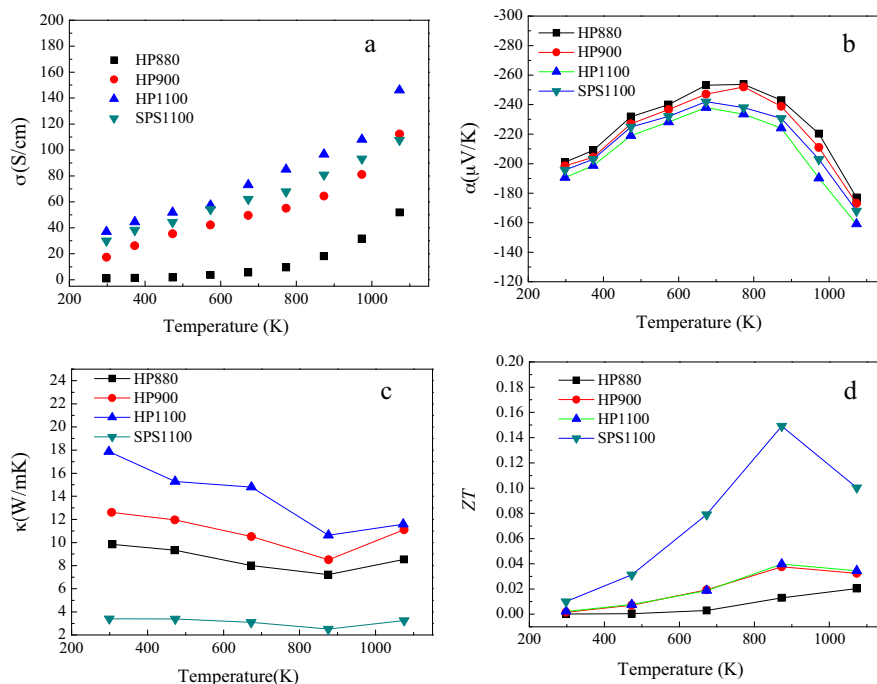 200
180
160
140
120
100
80
60
40
20
0
σ(S/cm)
a
HP880
HP900
HP1100
SPS1100
200
400
600
800
1000
Temperature (K)
-300
-280
-260
-240
-220
-200
-180
-160
-140
-120
α(μV/K)
b
HP880
HP900
HP1100
SPS1100
200
400
600
800
1000
Temperature (K)
24
22
20
18
16
14
12
10
8
6
4
2
κ(W/mK)
c
HP880
HP900
HP1100
SPS1100
200
400
600
800
1000
Temperature(K)
0.20
0.18
0.16
0.14
0.12
0.10
0.08
0.06
0.04
0.02
0.00
ZT
d
HP880
HP900
HP1100
SPS1100
200
400
600
800
1000
Temperature (K)